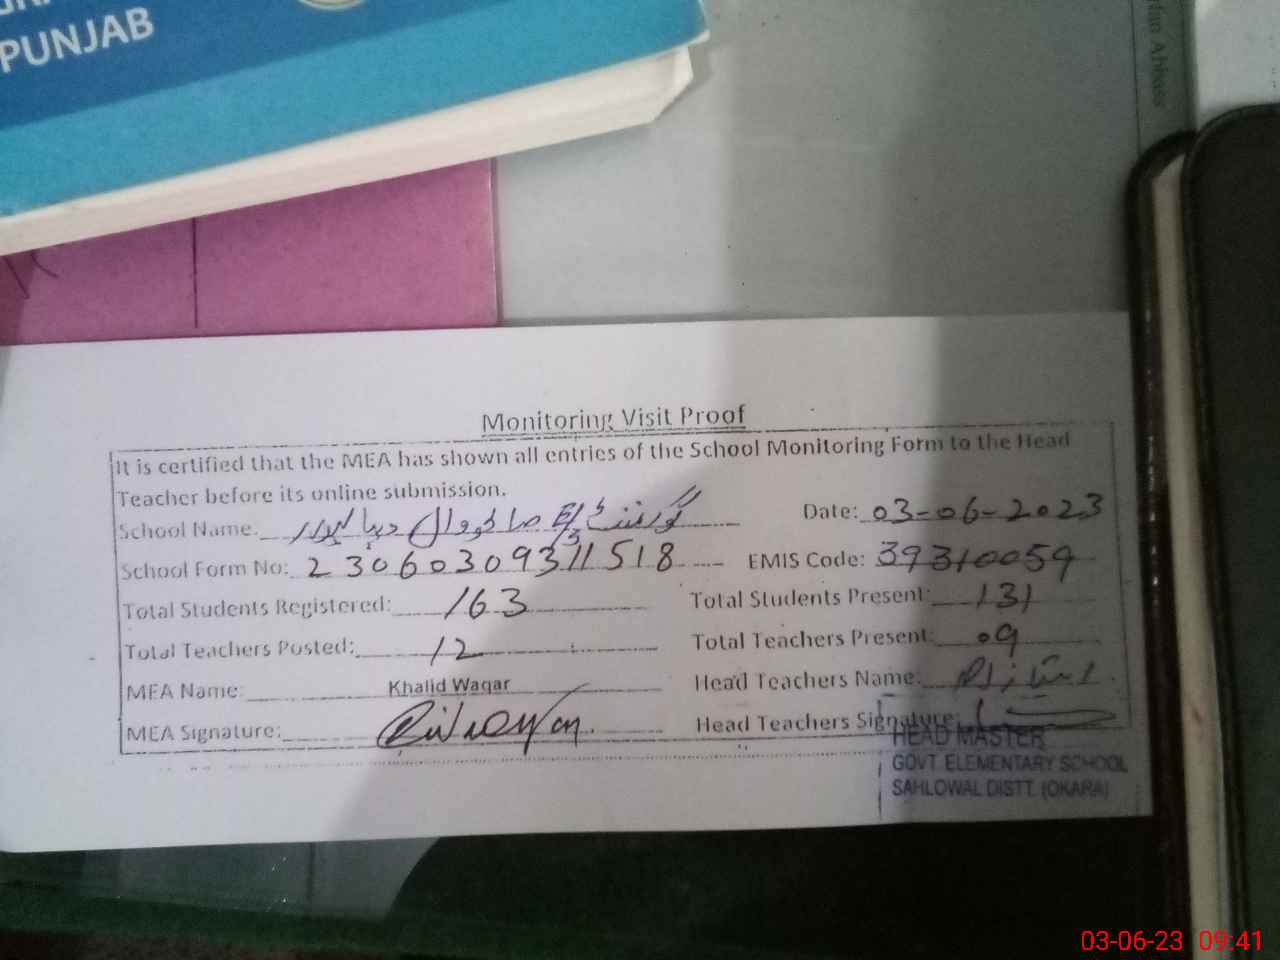 PUNJAB
Monitoring Visit Proof
It is certified that the MEA has shown all entries of the School Monitoring Form to the Head
Teacher before its online submission.
School Name: گورنمنٹ Date: 03-06-2023
School Form No: 230603093 11518 EMIS Code: 39310059
Total Students Registered: 163 Total Students Present: 131
Total Teachers Posted: 12 Total Teachers Present: 09
MEA Name: Khalid Waqar Head Teachers Name:
MEA Signature: Head Teachers Signature:
HEAD MASTER
GOVT ELEMENTARY SCHOOL
SAHLOWAL DISTT. (OKARA)
03-06-23 09:41